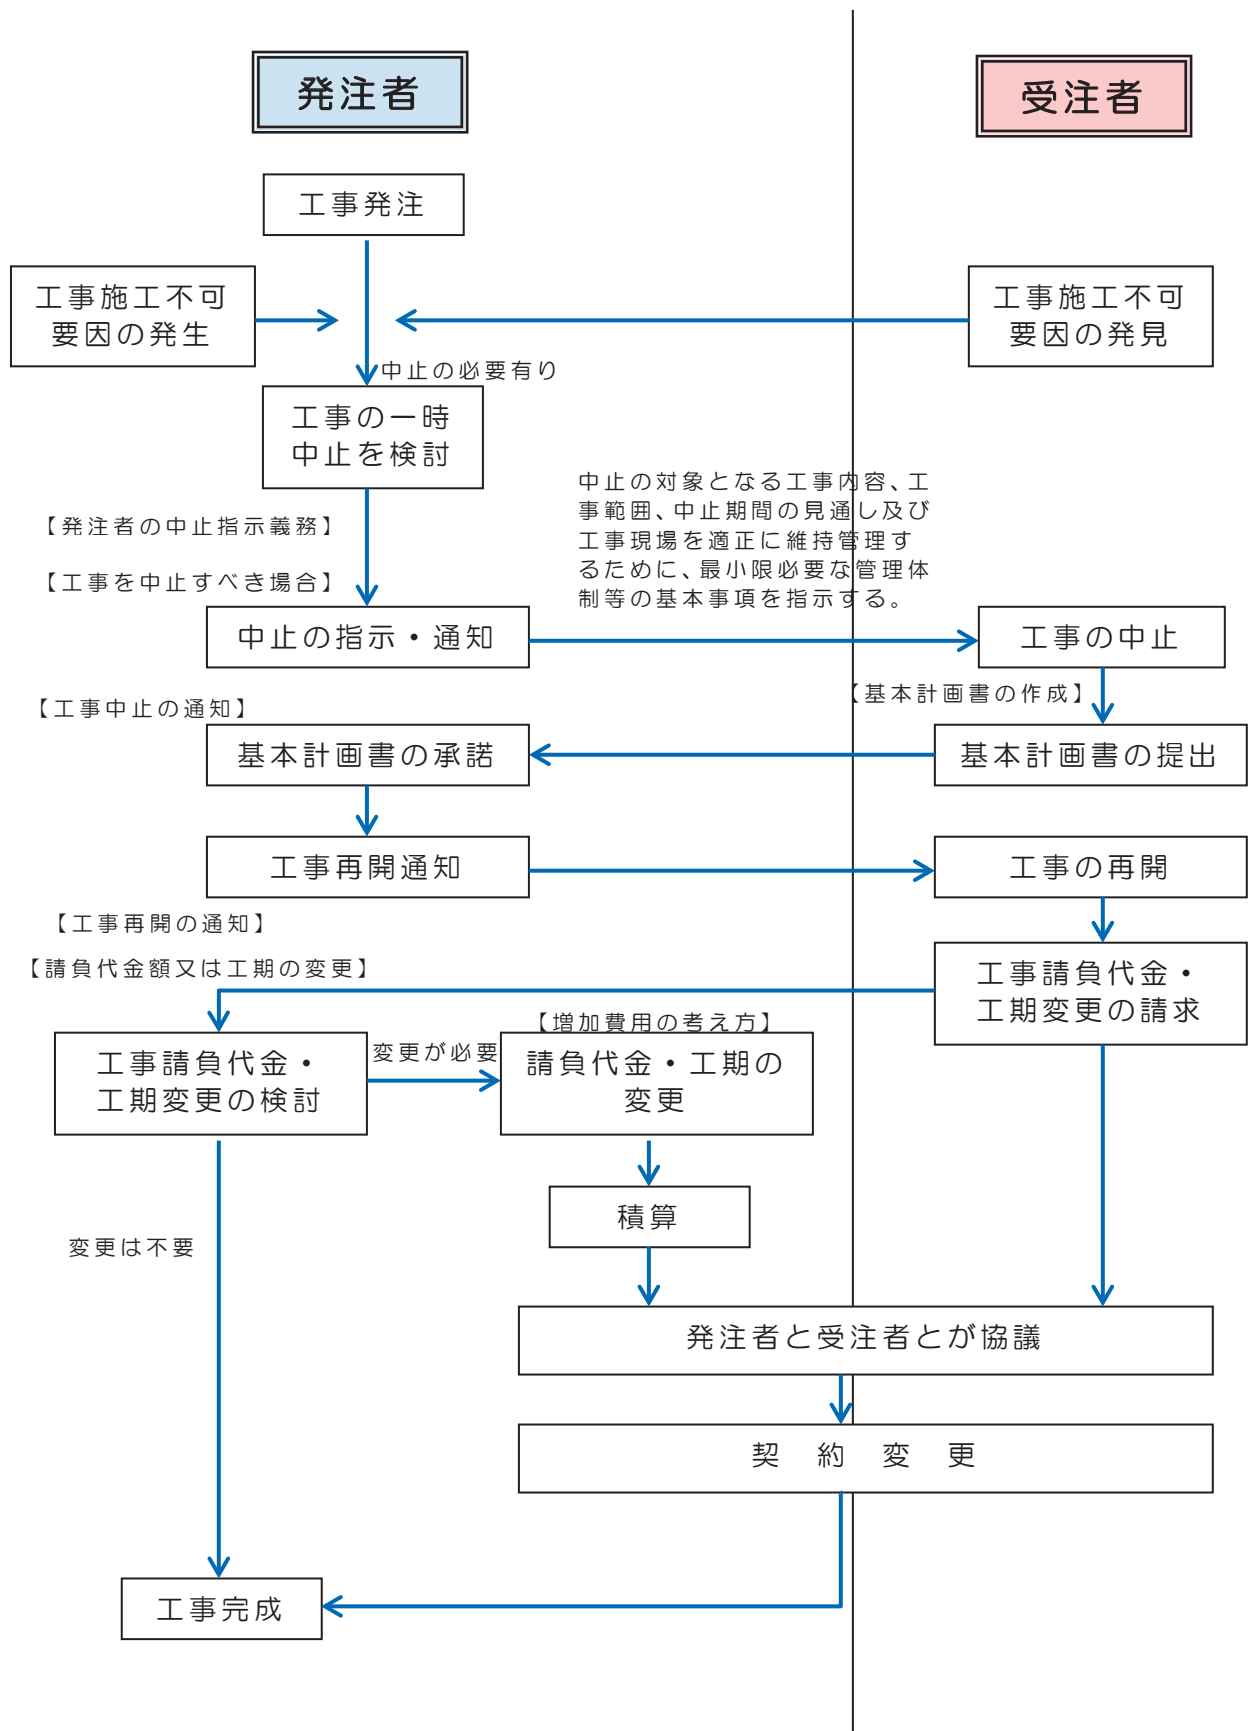 発注者
受注者
工事発注
工事施工不可
要因の発生
工事施工不可
要因の発見
中止の必要有り
工事の一時
中止を検討
中止の対象となる工事内容、工
事範囲、中止期間の見通し及び
工事現場を適正に維持管理す
るために、最小限必要な管理体
制等の基本事項を指示する。
【発注者の中止指示義務】
【工事を中止すべき場合】
中止の指示・通知
工事の中止
【工事中止の通知】
【基本計画書の作成】
基本計画書の承諾
基本計画書の提出
工事再開通知
工事の再開
【工事再開の通知】
【請負代金額又は工期の変更】
工事請負代金・
工期変更の請求
【増加費用の考え方】
工事請負代金・
工期変更の検討
変更が必要
請負代金・工期の
変更
積算
変更は不要
発注者と受注者とが協議
契 約 変 更
工事完成